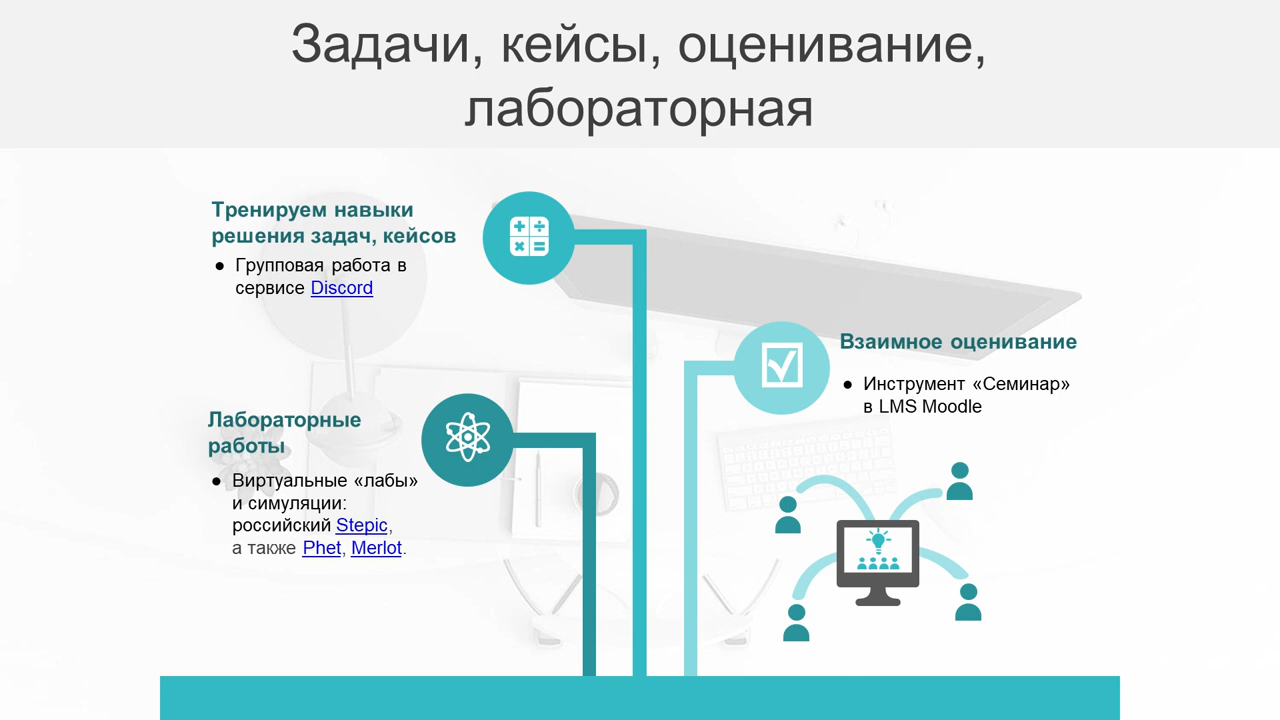 Задачи, кейсы, оценивание,
лабораторная
Тренируем навыки
решения задач, кейсов
● Групповая работа в
сервисе Discord
Взаимное оценивание
● Инструмент «Семинар»
в LMS Moodle
Лабораторные
работы
● Виртуальные «лабы»
и симуляции:
российский Stepic,
а также Phet, Merlot.